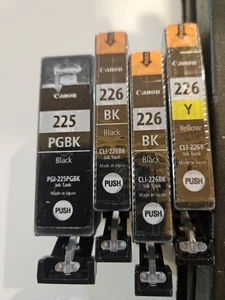 Canon
225
PGBK
Black
PGI-225PGBK
Ink Tank
Made in Japan
PUSH
Canon
226
BK
Black
CLI-226BK
Ink Tank
Made in Japan
PUSH
Canon
226
BK
Black
CLI-226BK
Ink Tank
Made in Japan
PUSH
Canon
226
Y
Yellow
CLI-226Y
Ink Tank
Made in Japan
PUSH